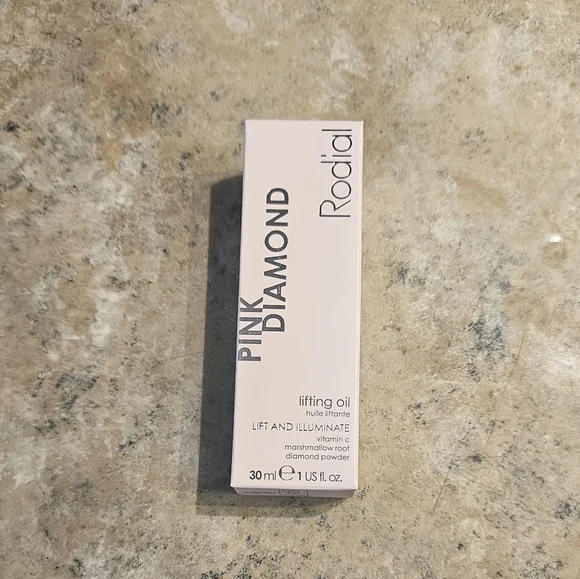 Rodial
PINK
DIAMOND
lifting oil
huile liftante
LIFT AND ILLUMINATE
vitamin c
marshmallow root
diamond powder
30 ml ℮ 1 US fl. oz.